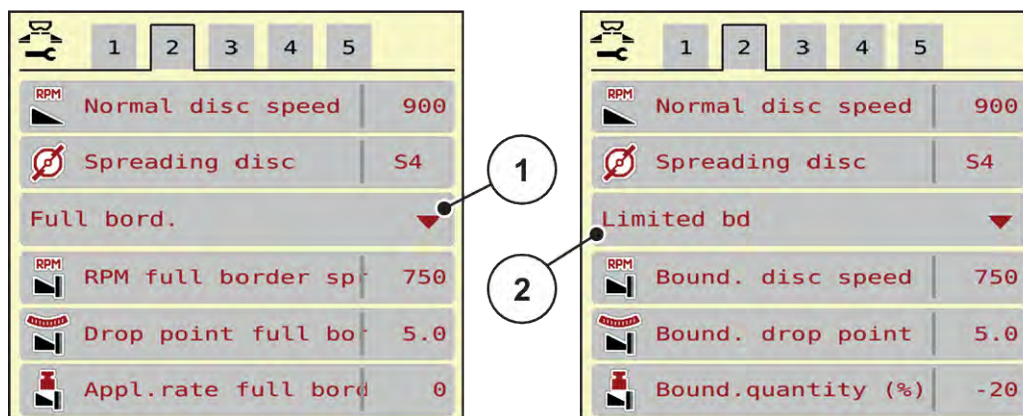 1 2 3 4 5
RPM Normal disc speed 900
Spreading disc S4
Full bord.
RPM RPM full border spr 750
Drop point full bor 5.0
Appl.rate full bord 0
1
2
1 2 3 4 5
RPM Normal disc speed 900
Spreading disc S4
Limited bd
RPM Bound. disc speed 750
Bound. drop point 5.0
Bound.quantity (%) -20